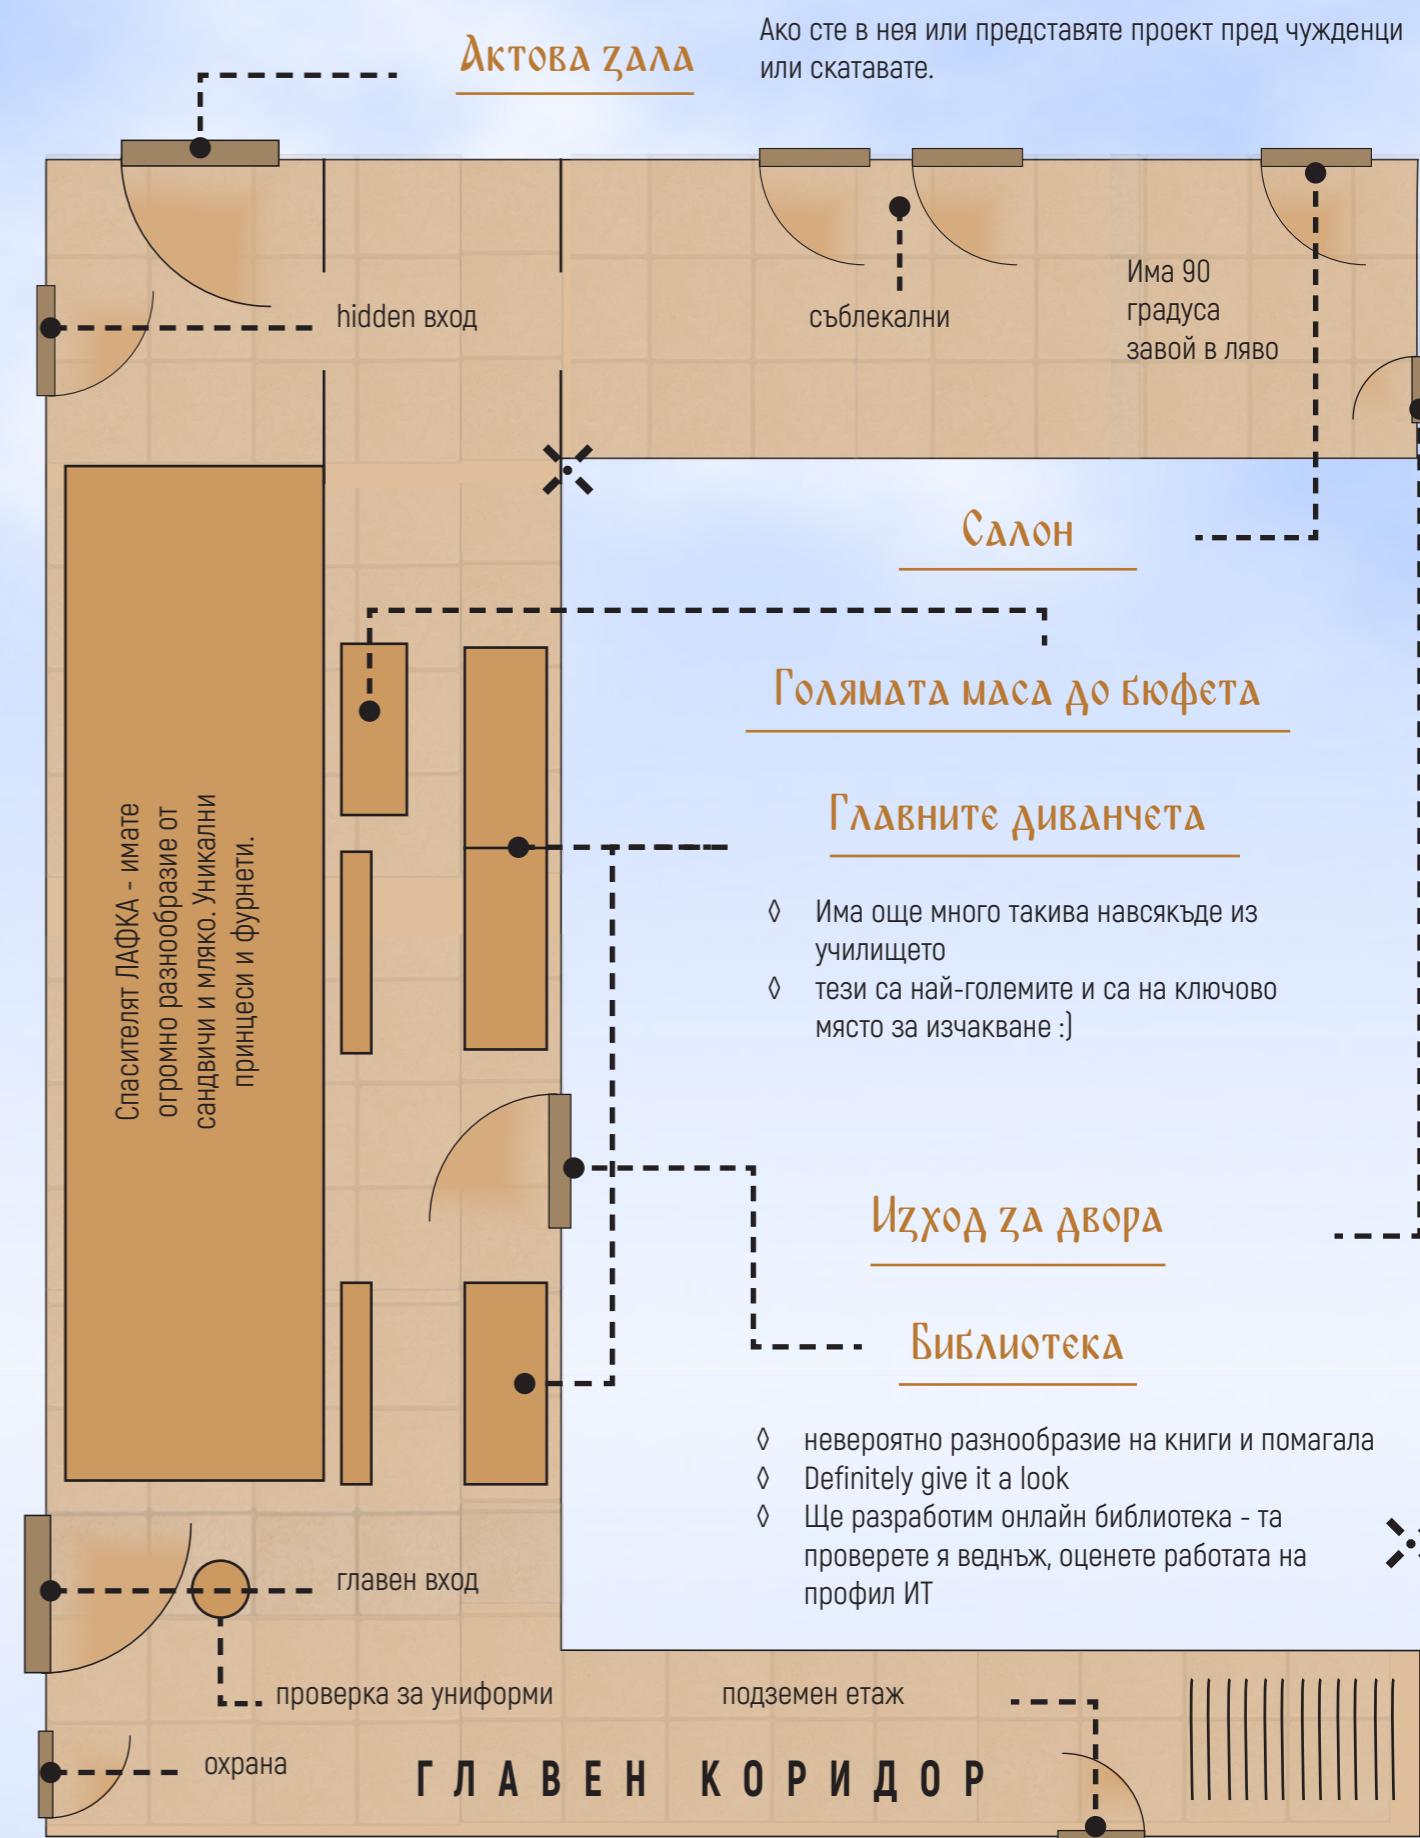 Актова зала
Ако сте в нея или представяте проект пред чужденци
или скатавате.
hidden вход
съблекални
Има 90
градуса
завой в ляво
Салон
Голямата маса до бюфета
Главните диванчета
◊ Има още много такива навсякъде из
училището
◊ тези са най-големите и са на ключово
място за изчакване :)
Спасителят ЛАФКА - имате
огромно разнообразие от
сандвичи и мляко. Уникални
принцеси и фурнети.
Изход за двора
Библиотека
◊ невероятно разнообразие на книги и помагала
◊ Definitely give it a look
◊ Ще разработим онлайн библиотека - та
проверете я веднъж, оценете работата на
профил ИТ
главен вход
проверка за униформи
подземен етаж
охрана
ГЛАВЕН КОРИДОР